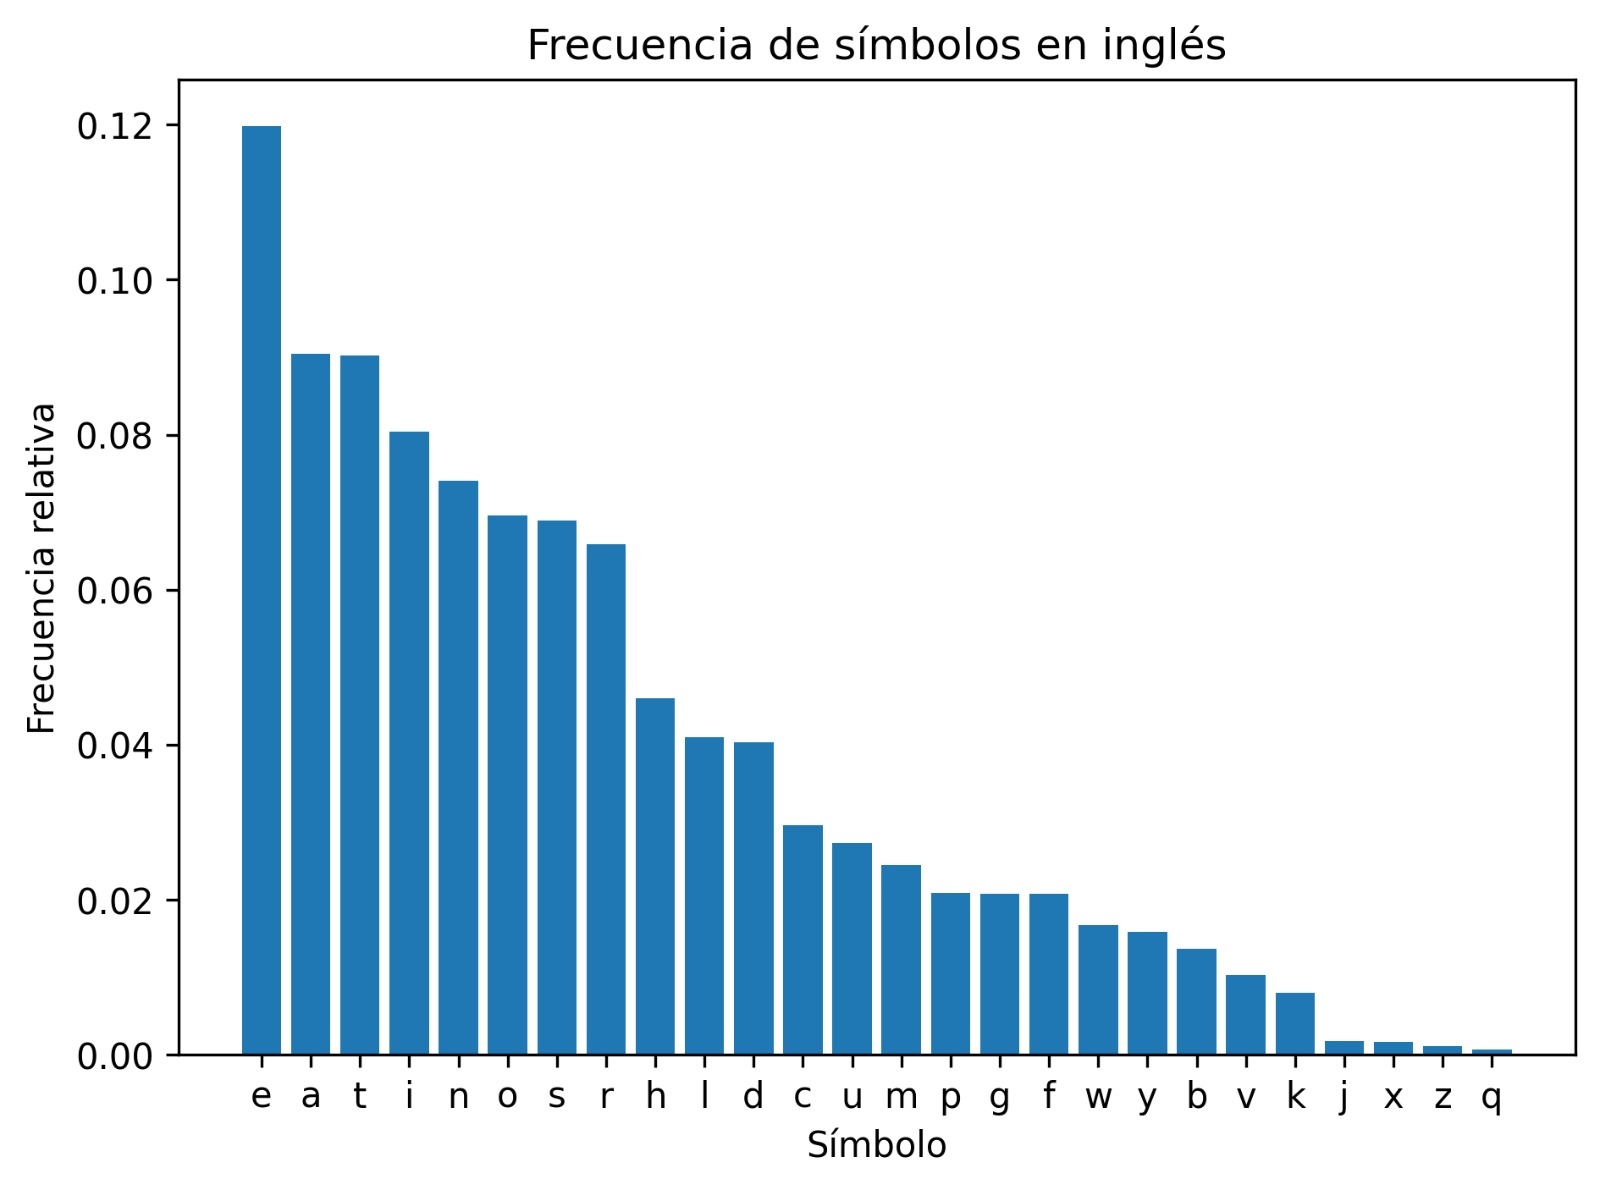 Frecuencia de símbolos en inglés
Frecuencia relativa
0.12
0.10
0.08
0.06
0.04
0.02
0.00
e a t i n o s r h l d c u m p g f w y b v k j x z q
Símbolo